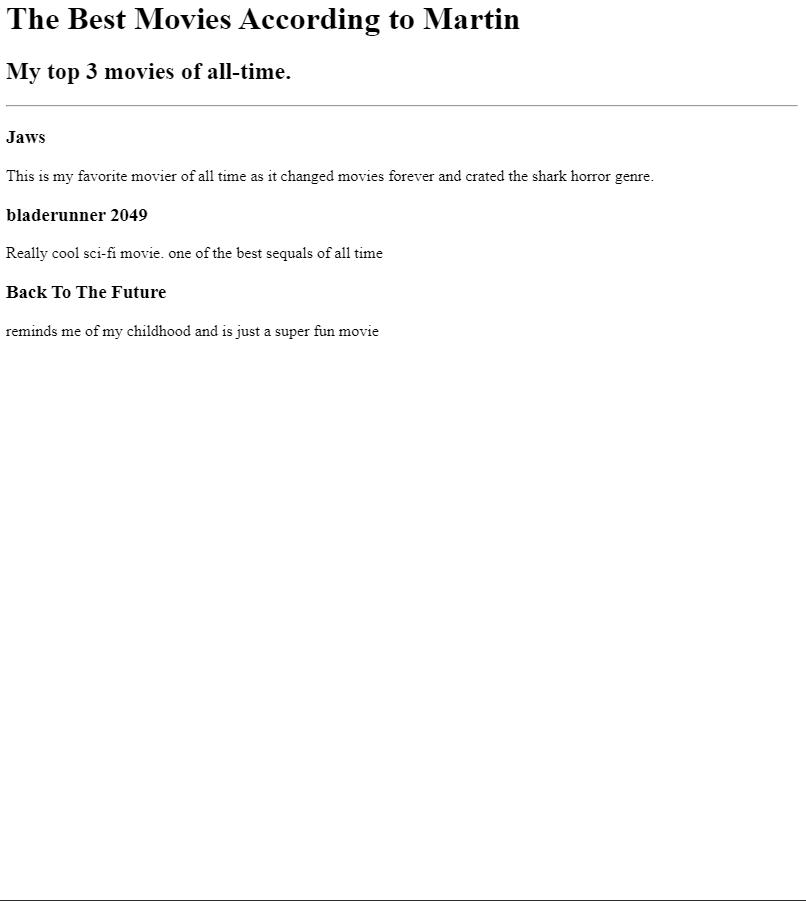 The Best Movies According to Martin
My top 3 movies of all-time.
Jaws
This is my favorite movier of all time as it changed movies forever and crated the shark horror genre.
bladerunner 2049
Really cool sci-fi movie. one of the best sequals of all time
Back To The Future
reminds me of my childhood and is just a super fun movie